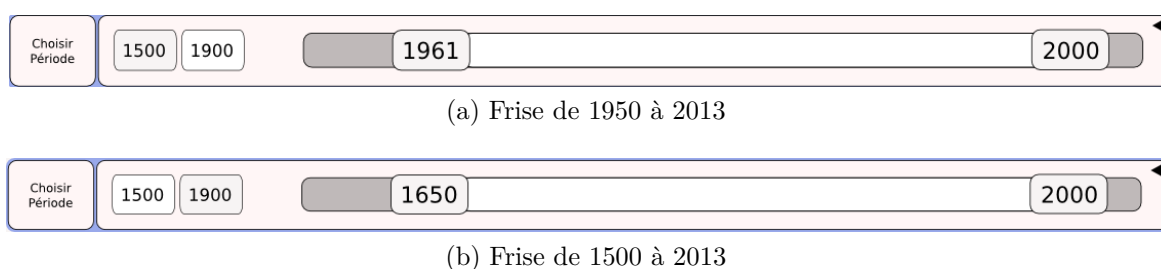 Choisir
Période
1500 1900 1961 2000
(a) Frise de 1950 à 2013
Choisir
Période
1500 1900 1650 2000
(b) Frise de 1500 à 2013